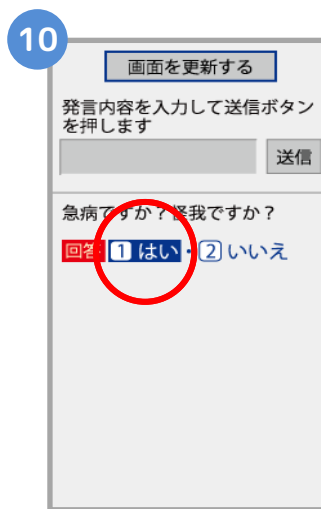 10
画面を更新する
発言内容を入力して送信ボタン
を押します
送信
急病ですか？怪我ですか？
回答 1 はい・2 いいえ